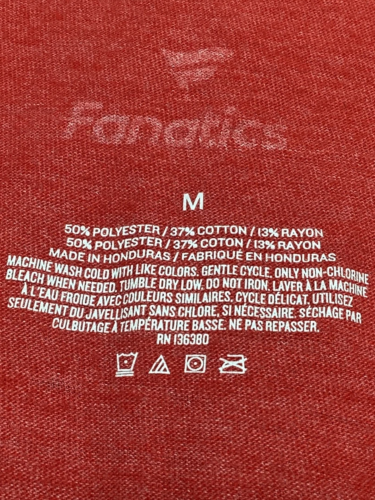 Fanatics
M
50% POLYESTER / 37% COTTON / 13% RAYON
50% POLYESTER / 37% COTON / 13% RAYON
MADE IN HONDURAS / FABRIQUÉ EN HONDURAS
MACHINE WASH COLD WITH LIKE COLORS. GENTLE CYCLE. ONLY NON-CHLORINE
BLEACH WHEN NEEDED. TUMBLE DRY LOW. DO NOT IRON. LAVER À LA MACHINE
À L'EAU FROIDE AVEC COULEURS SIMILAIRES. CYCLE DÉLICAT. UTILISEZ
SEULEMENT DU JAVELLISANT SANS CHLORE, SI NÉCESSAIRE. SÉCHAGE PAR
CULBUTAGE À TEMPÉRATURE BASSE. NE PAS REPASSER.
RN 136380